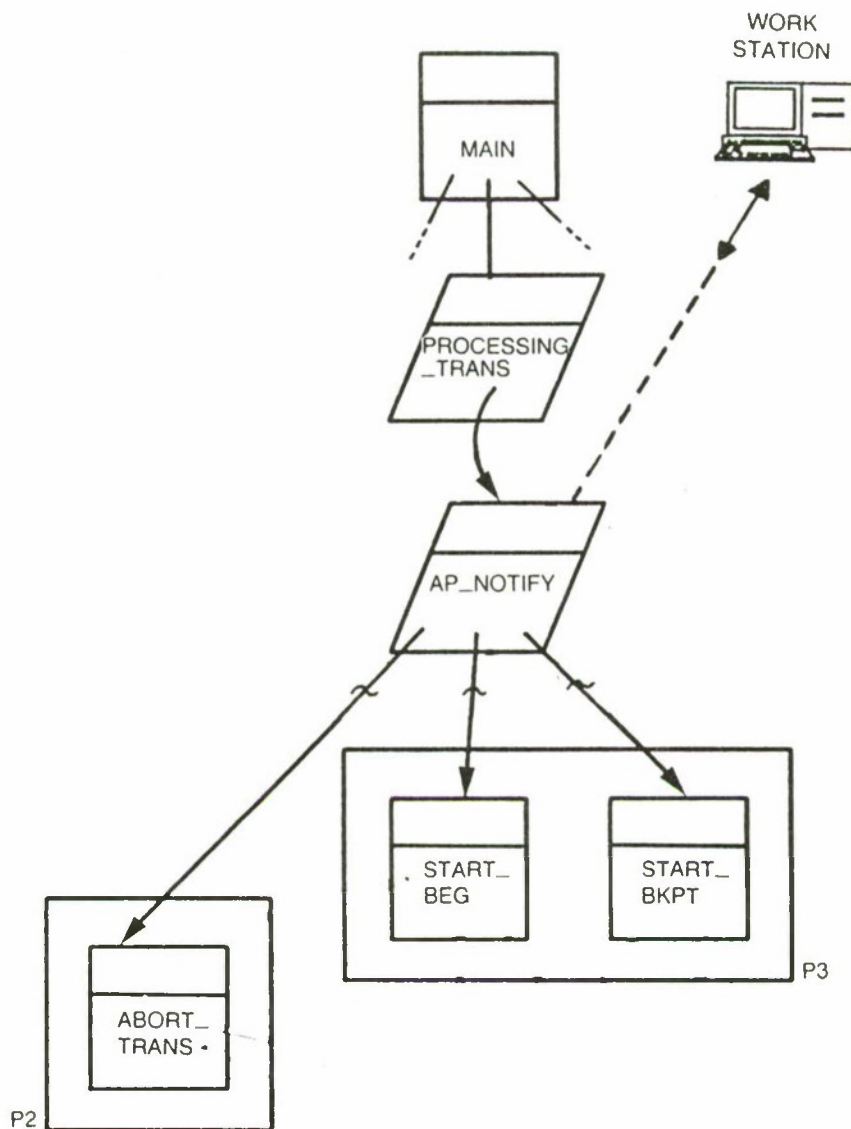 WORK
STATION
MAIN
PROCESSING
_TRANS
AP_NOTIFY
START_
BEG
START_
BKPT
P3
ABORT_
TRANS
P2